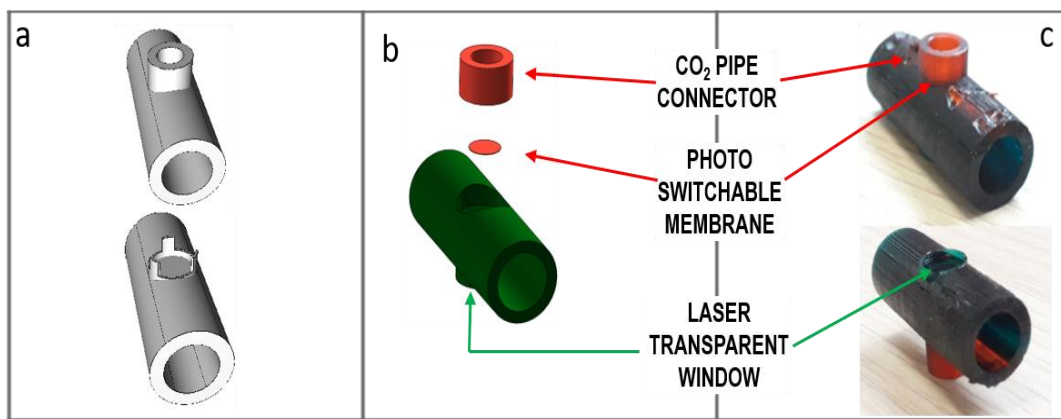 a
b
c
CO₂ PIPE
CONNECTOR
PHOTO
SWITCHABLE
MEMBRANE
LASER
TRANSPARENT
WINDOW